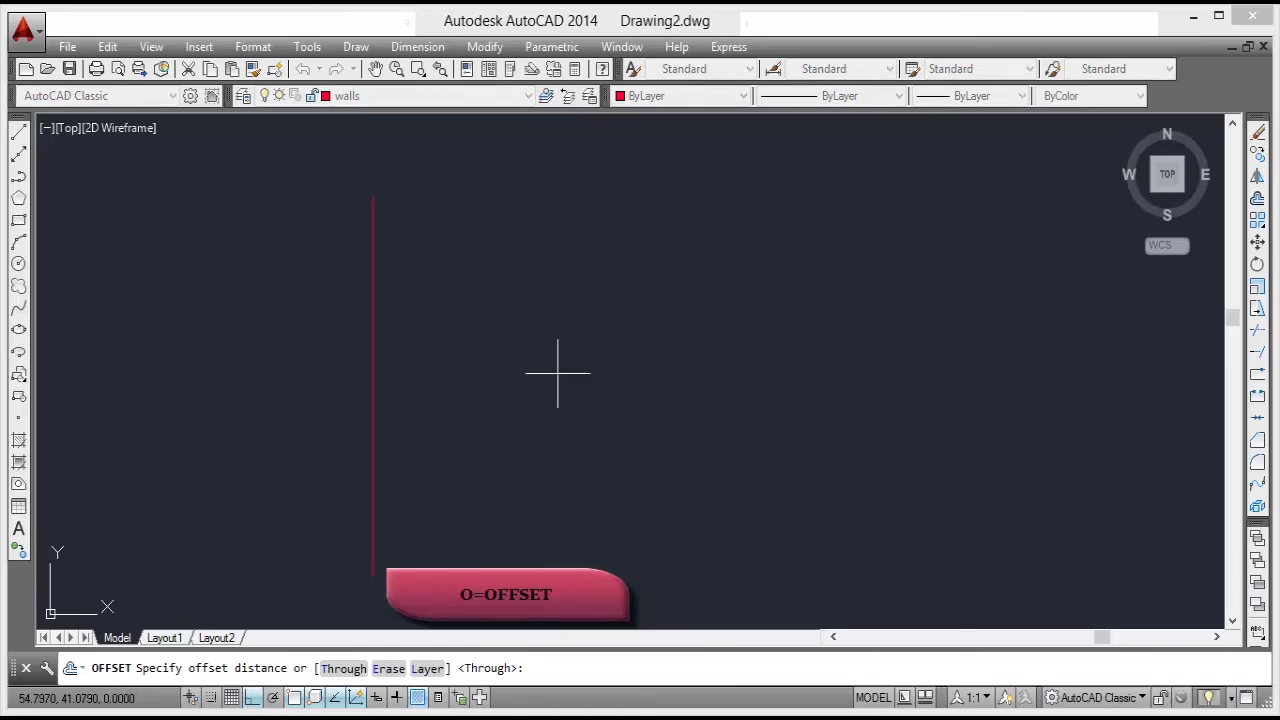 Autodesk AutoCAD 2014 Drawing2.dwg
File Edit View Insert Format Tools Draw Dimension Modify Parametric Window Help Express
Standard Standard Standard Standard
AutoCAD Classic walls ByLayer ByLayer ByLayer ByColor
[−][Top][2D Wireframe]
N
W TOP E
S
WCS
A
Y
X
O=OFFSET
Model Layout1 Layout2
OFFSET Specify offset distance or [Through Erase Layer] <Through>:
54.7970, 41.0790, 0.0000 MODEL 1:1 AutoCAD Classic